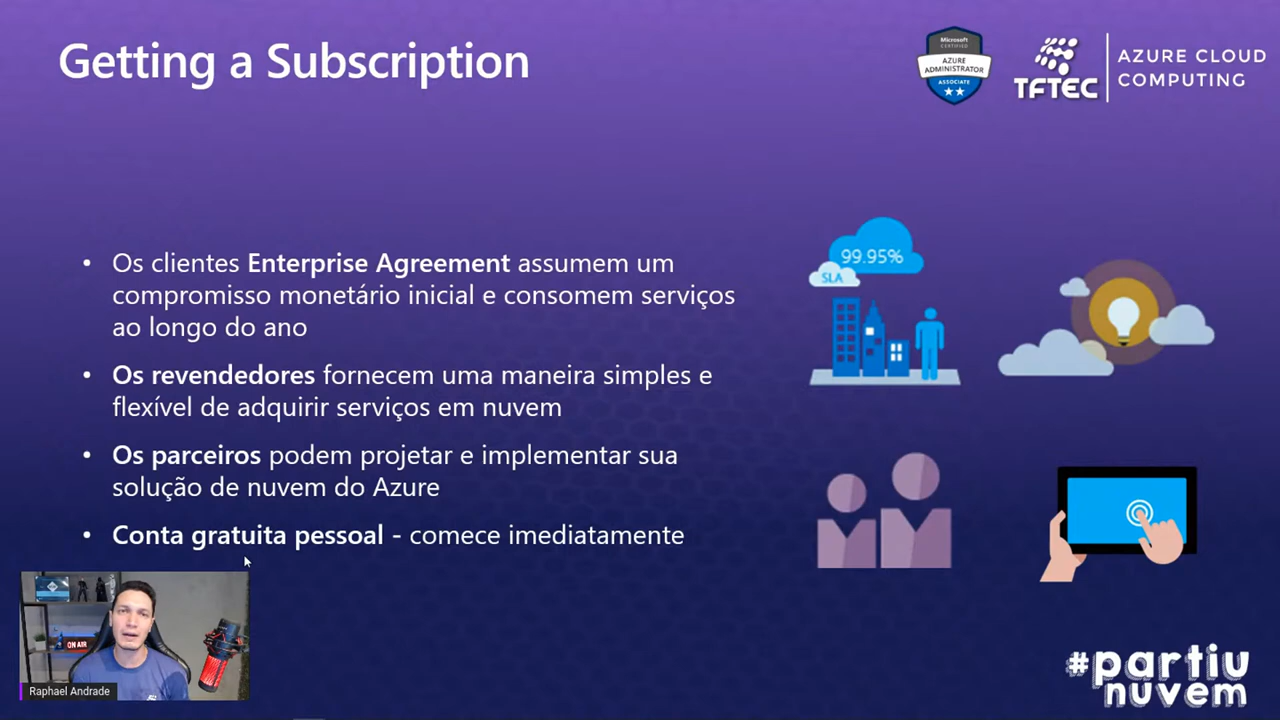 Getting a Subscription
Microsoft
CERTIFIED
AZURE
ADMINISTRATOR
ASSOCIATE
TFTEC
AZURE CLOUD
COMPUTING
• Os clientes Enterprise Agreement assumem um
compromisso monetário inicial e consomem serviços
ao longo do ano
• Os revendedores fornecem uma maneira simples e
flexível de adquirir serviços em nuvem
• Os parceiros podem projetar e implementar sua
solução de nuvem do Azure
• Conta gratuita pessoal - comece imediatamente
99.95%
SLA
ON AIR
Raphael Andrade
#partiu
nuvem